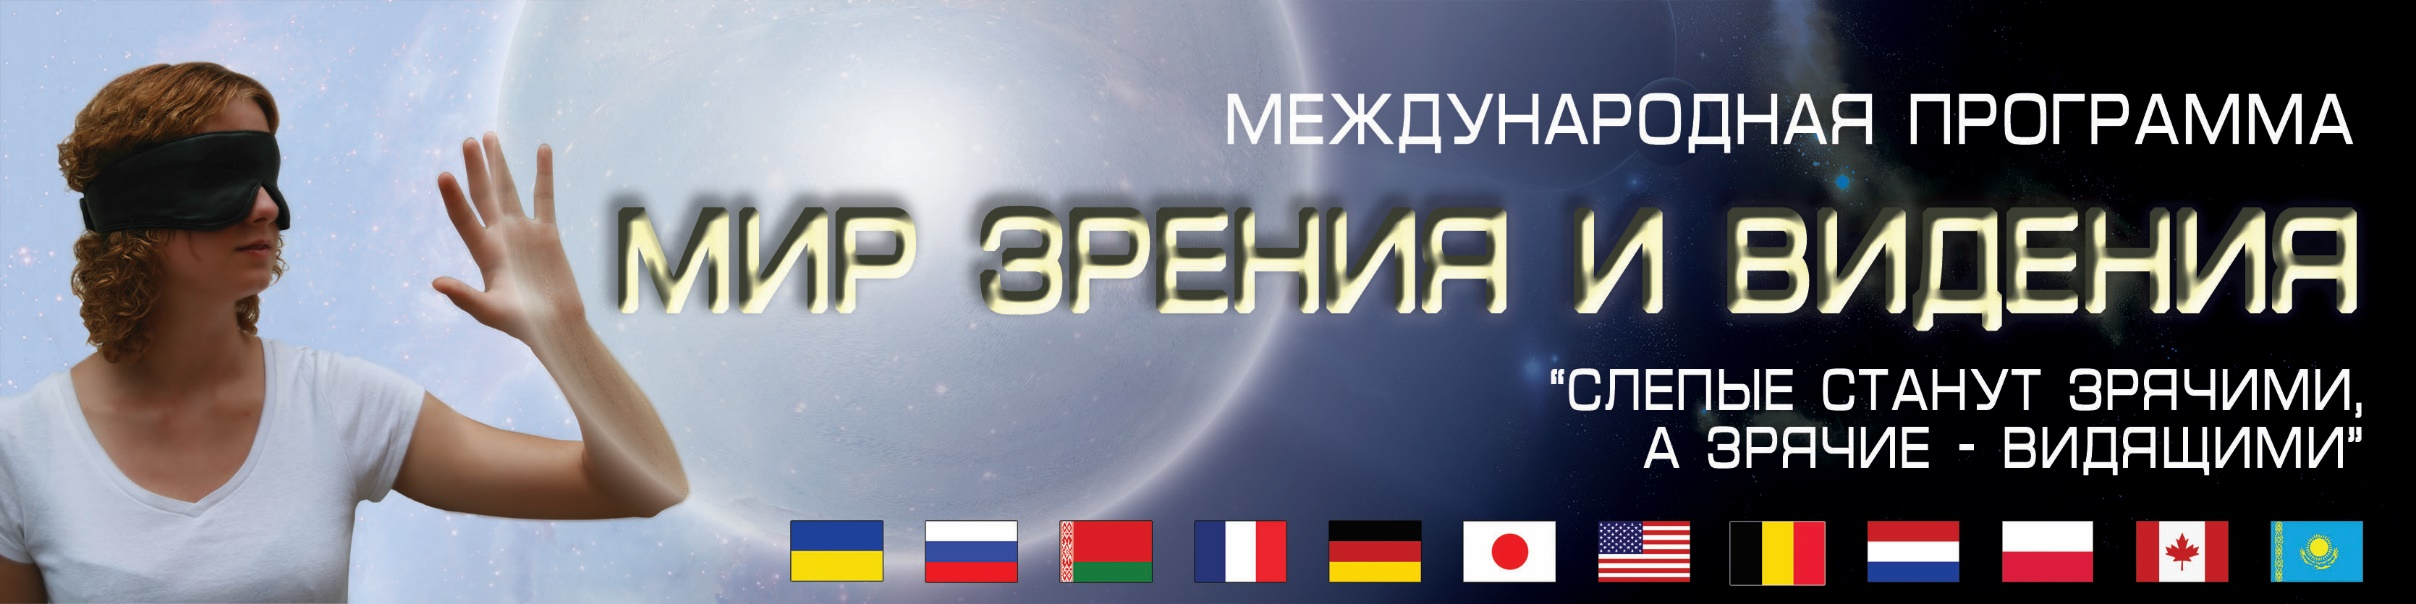 МЕЖДУНАРОДНАЯ ПРОГРАММА
МИР ЗРЕНИЯ И ВИДЕНИЯ
“СЛЕПЫЕ СТАНУТ ЗРЯЧИМИ,
А ЗРЯЧИЕ - ВИДЯЩИМИ”